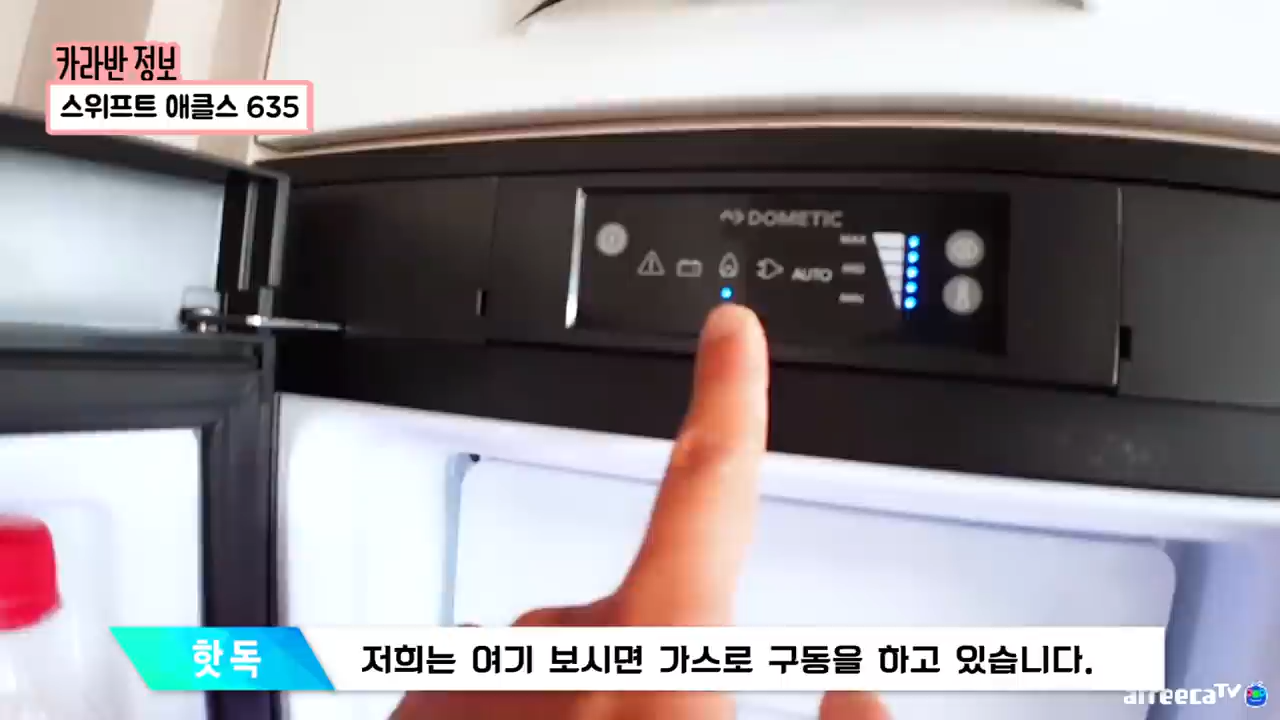 카라반 정보
스위프트 애클스 635
DOMETIC
MAX
AUTO
MID
MIN
핫독
저희는 여기 보시면 가스로 구동을 하고 있습니다.
afreecaTV